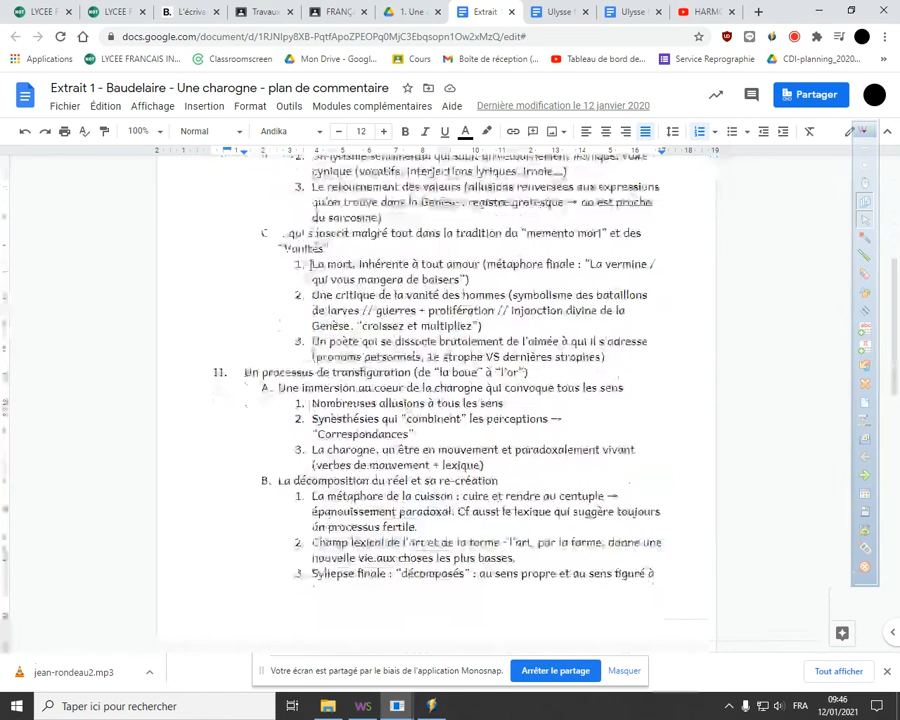 LYCEE F
LYCEE FRANC
L'écriva
Travaux
FRANÇA
1. Une c
Extrait 1
Ulysse f
Ulysse f
HARMO
docs.google.com/document/d/1RJNIpy8XB-PqtfApoZPEOPq0MjC3Ebqsopn1Ow2xMzQ/edit#
Applications
LYCÉE FRANCAIS IN...
Classroomscreen
Mon Drive - Googl...
Cours
Boîte de réception (...
Tableau de bord de...
Service Reprographie
CDI-planning_2020...
Extrait 1 - Baudelaire - Une charogne - plan de commentaire
Fichier Édition Affichage Insertion Format Outils Modules complémentaires Aide
Dernière modification le 12 janvier 2020
Partager
100% Normal Andika 12
cynique (vocatifs, interjections lyriques, ironie...)
3. Le retournement des valeurs (allusions renversées aux expressions
qu'on trouve dans la Genèse, registre grotesque → on est proche
du sarcasme)
C ... qui s'inscrit malgré tout dans la tradition du "memento mori" et des
"Vanités"
1. La mort, inhérente à tout amour (métaphore finale : "La vermine /
qui vous mangera de baisers")
2. Une critique de la vanité des hommes (symbolisme des bataillons
de larves // guerres + prolifération // injonction divine de la
Genèse, "croissez et multipliez")
3. Un poète qui se dissocie brutalement de l'aimée à qui il s'adresse
(pronoms personnels, 1e strophe VS dernières strophes)
II. Un processus de transfiguration (de "la boue" à "l'or")
A. Une immersion au coeur de la charogne qui convoque tous les sens
1. Nombreuses allusions à tous les sens
2. Synesthésies qui "combinent" les perceptions →
"Correspondances"
3. La charogne, un être en mouvement et paradoxalement vivant
(verbes de mouvement + lexique)
B. La décomposition du réel et sa re-création
1. La métaphore de la cuisson : cuire et rendre au centuple →
épanouissement paradoxal. Cf aussi le lexique qui suggère toujours
un processus fertile.
2. Champ lexical de l'art et de la forme - l'art, par la forme, donne une
nouvelle vie aux choses les plus basses.
3. Syllepse finale : "décomposés" : au sens propre et au sens figuré à
jean-rondeau2.mp3
Votre écran est partagé par le biais de l'application Monosnap.
Arrêter le partage
Masquer
Tout afficher
Taper ici pour rechercher
FRA
09:46
12/01/2021